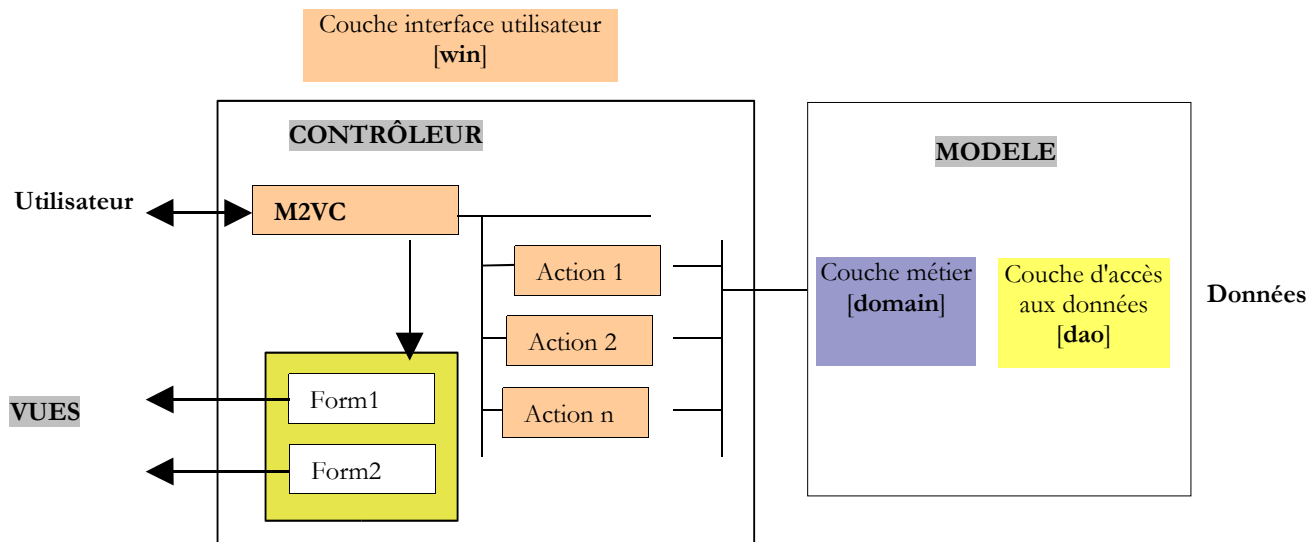 Couche interface utilisateur
[win]
CONTRÔLEUR
MODELE
Utilisateur
M2VC
Action 1
Couche métier
[domain]
Couche d'accès
aux données
[dao]
Données
Action 2
VUES
Form1
Action n
Form2